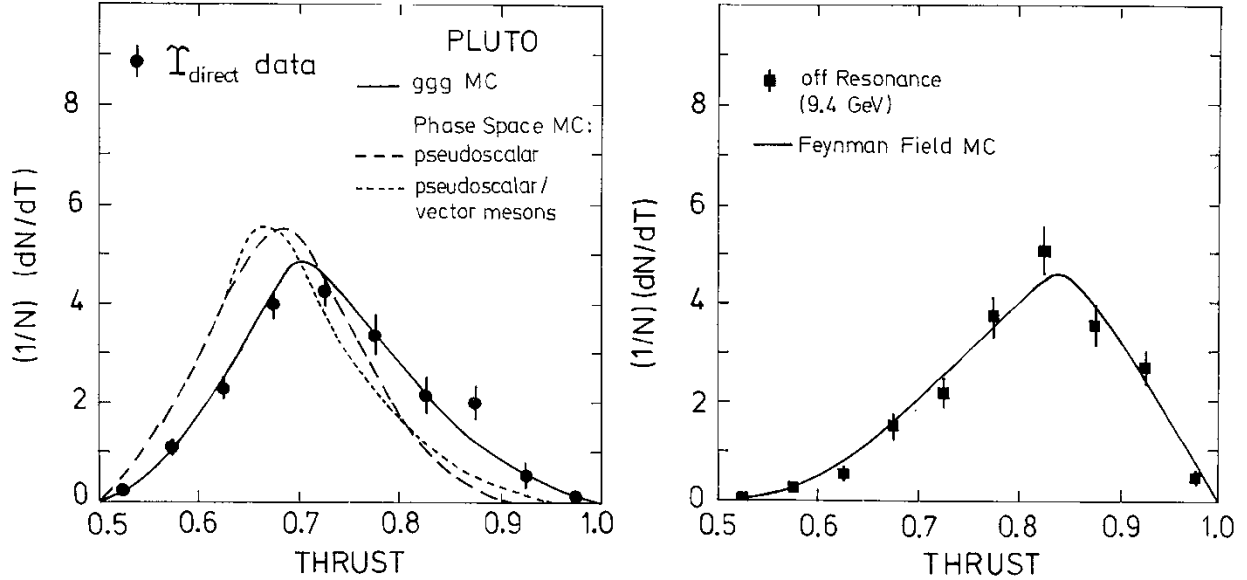 PLUTO
ϒdirect data
ggg MC
Phase Space MC:
pseudoscalar
pseudoscalar/
vector mesons
(1/N) (dN/dT)
8
6
4
2
0
0.5 0.6 0.7 0.8 0.9 1.0
THRUST
off Resonance
(9.4 GeV)
Feynman Field MC
(1/N) (dN/dT)
8
6
4
2
0
0.5 0.6 0.7 0.8 0.9 1.0
THRUST